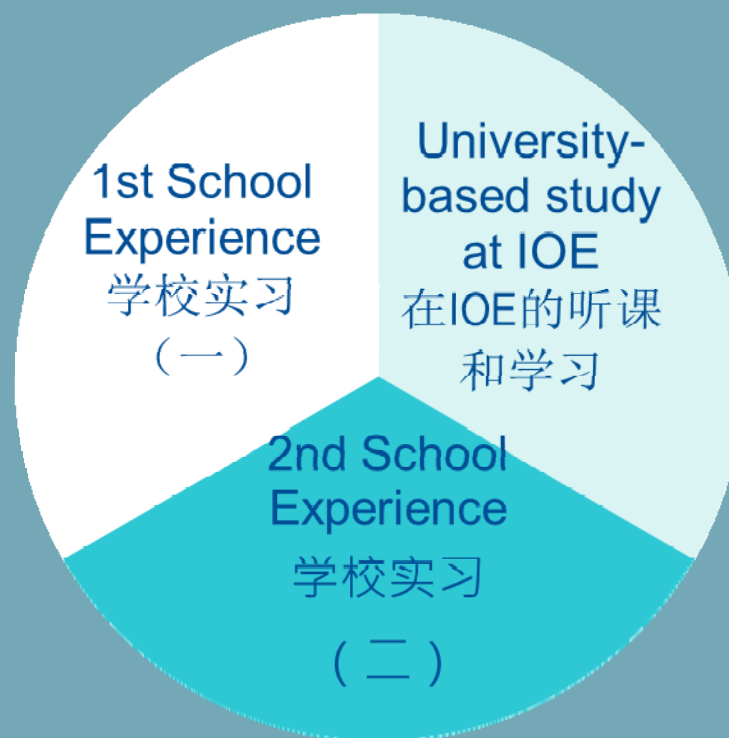 1st School
Experience
学校实习
（一）
University-
based study
at IOE
在IOE的听课
和学习
2nd School
Experience
学校实习
（二）